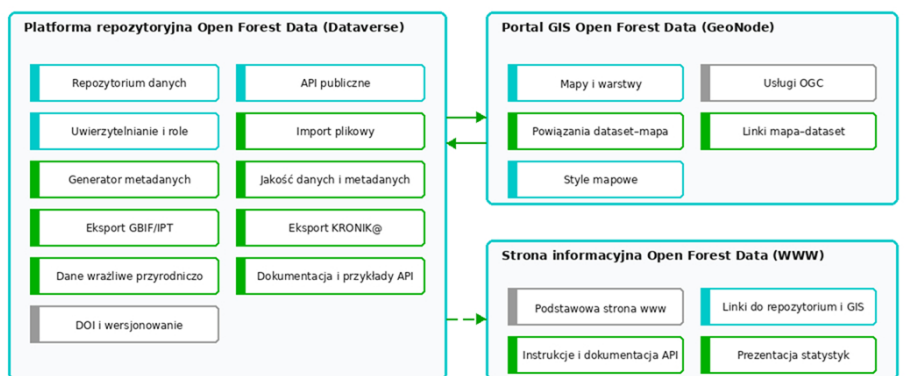 Platforma repozytoryjna Open Forest Data (Dataverse)
Repozytorium danych
API publiczne
Uwierzytelnianie i role
Import plikowy
Generator metadanych
Jakość danych i metadanych
Eksport GBIF/IPT
Eksport KRONIK@
Dane wrażliwe przyrodniczo
Dokumentacja i przykłady API
DOI i wersjonowanie
Portal GIS Open Forest Data (GeoNode)
Mapy i warstwy
Usługi OGC
Powiązania dataset–mapa
Linki mapa–dataset
Style mapowe
Strona informacyjna Open Forest Data (WWW)
Podstawowa strona www
Linki do repozytorium i GIS
Instrukcje i dokumentacja API
Prezentacja statystyk